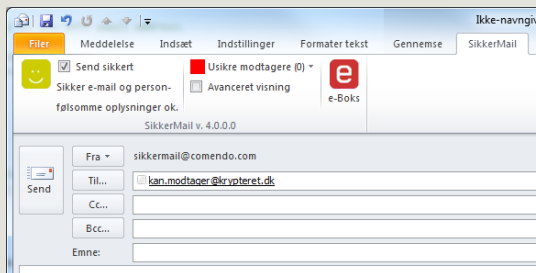 Ikke-navngiv
Filer Meddelelse Indsæt Indstillinger Formater tekst Gennemse SikkerMail
Send sikkert Usikre modtagere (0)
Sikker e-mail og person- Avanceret visning
følsomme oplysninger ok.
e e-Boks
SikkerMail v. 4.0.0.0
Fra sikkermail@comendo.com
Send Til... kan.modtager@krypteret.dk
Cc...
Bcc...
Emne: